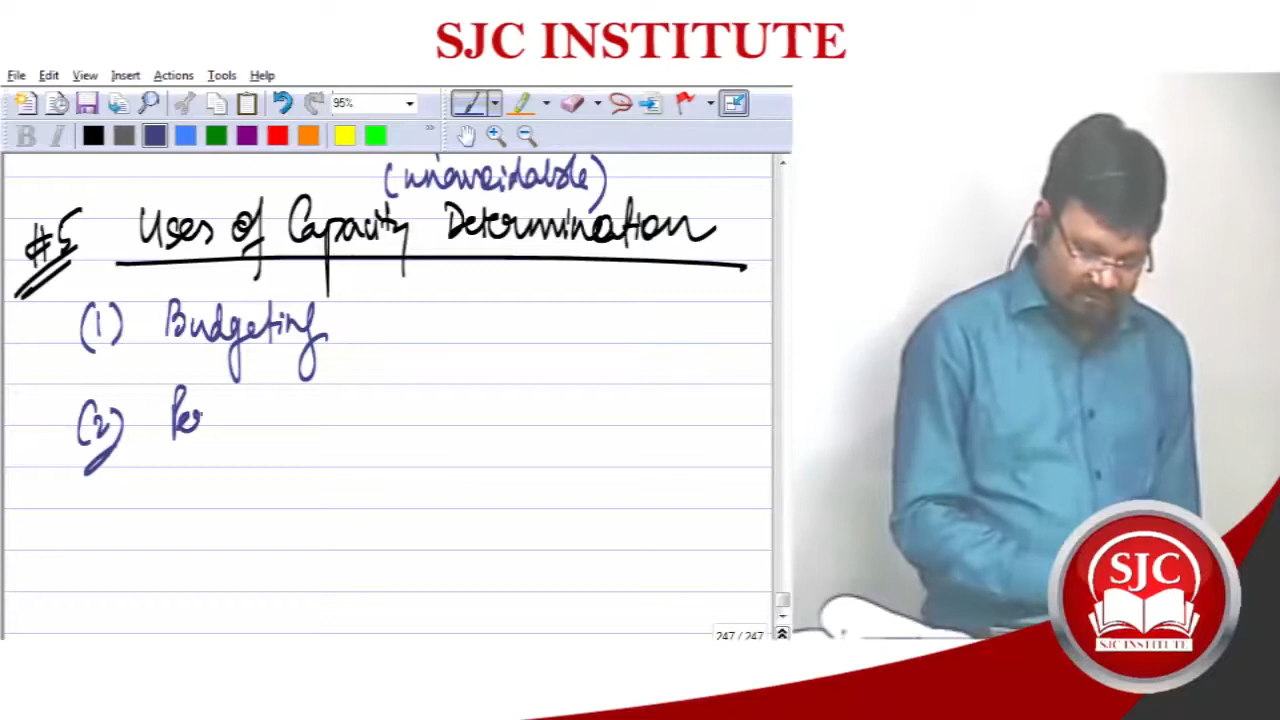 SJC INSTITUTE
File Edit View Insert Actions Tools Help
95%
B I
(unavoidable)
#5 Uses of Capacity Determination
(1) Budgeting
(2) Per
247 / 247
SJC
SJC INSTITUTE